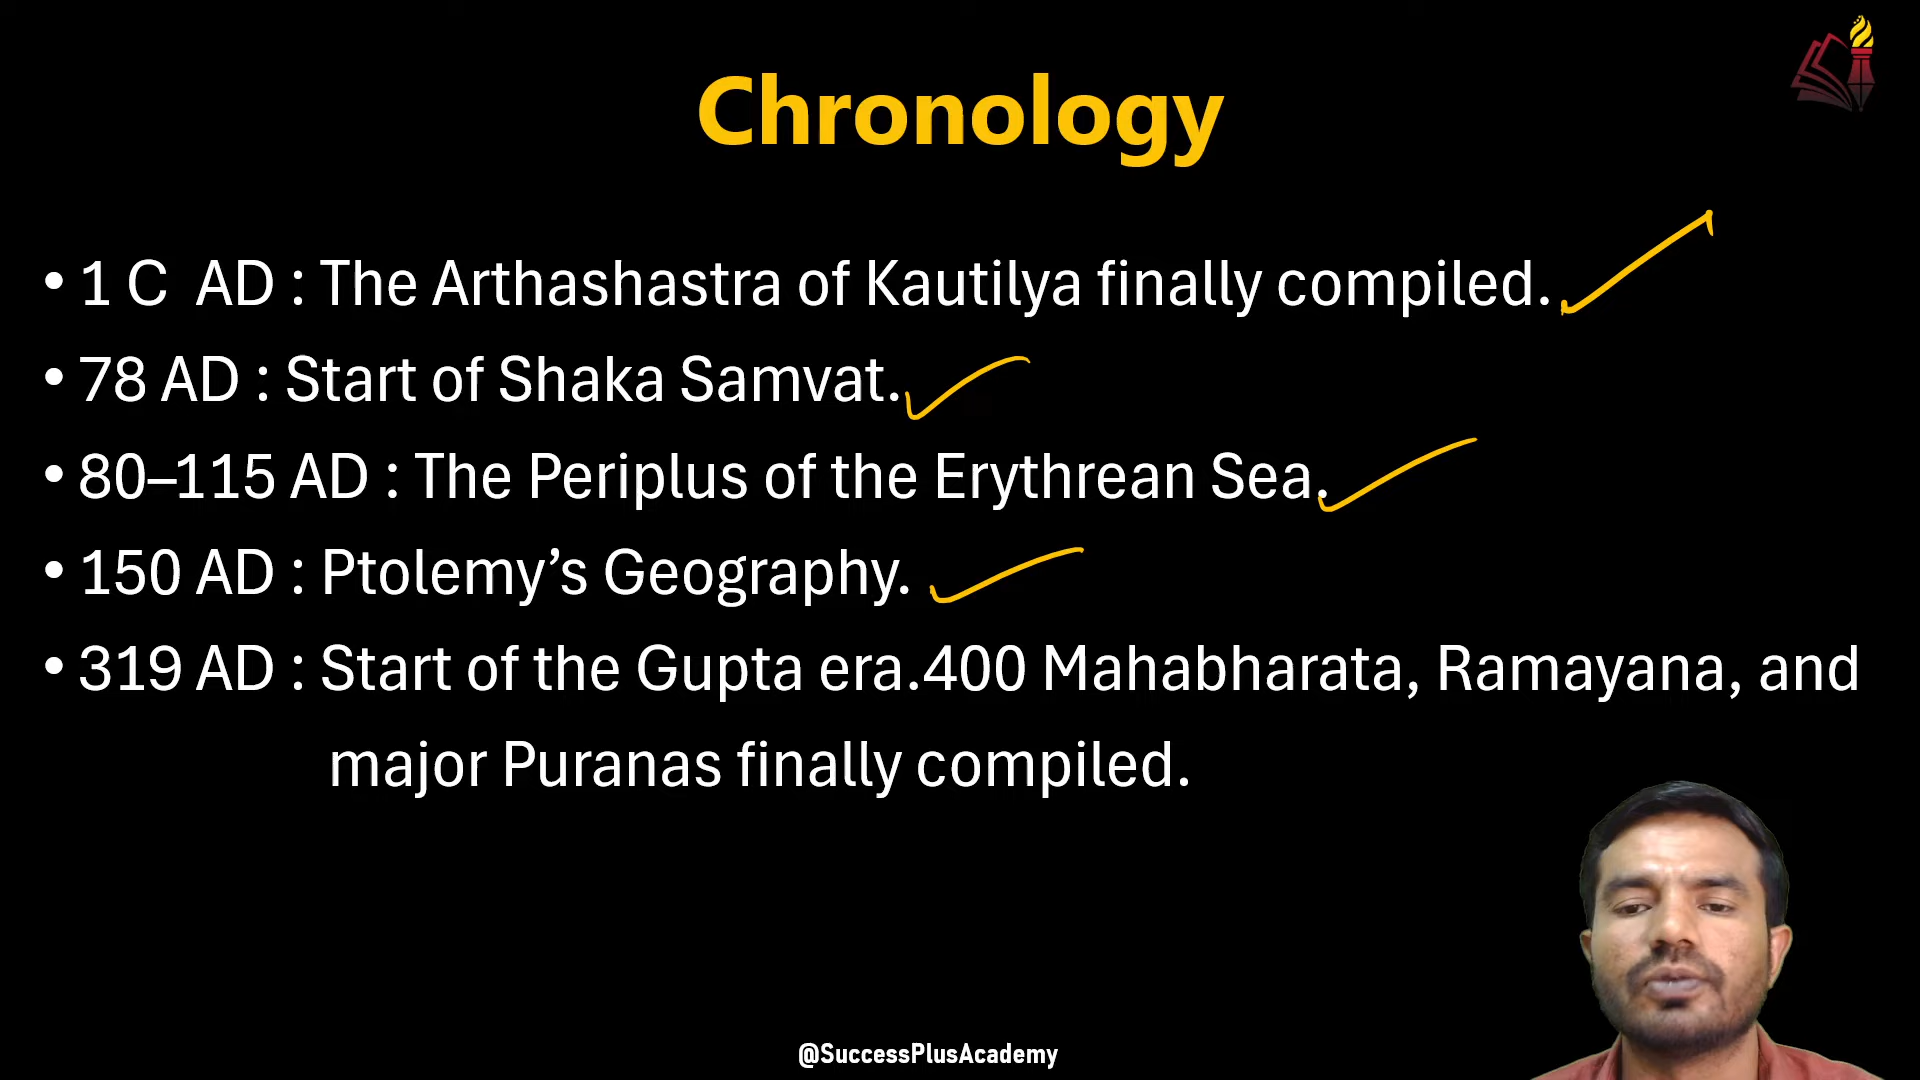 Chronology
• 1 C AD : The Arthashastra of Kautilya finally compiled.
• 78 AD : Start of Shaka Samvat.
• 80–115 AD : The Periplus of the Erythrean Sea.
• 150 AD : Ptolemy’s Geography.
• 319 AD : Start of the Gupta era.400 Mahabharata, Ramayana, and
major Puranas finally compiled.
@SuccessPlusAcademy